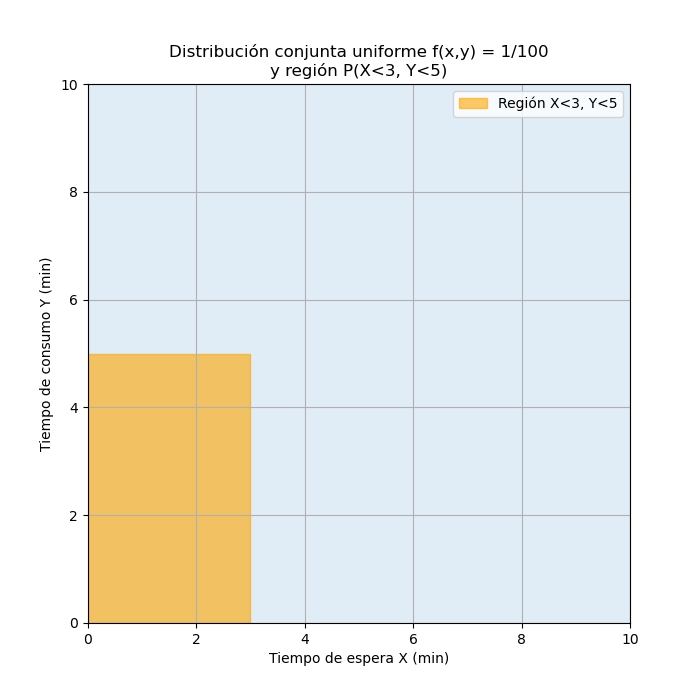 Distribución conjunta uniforme f(x,y) = 1/100
y región P(X<3, Y<5)
Región X<3, Y<5
10
8
6
4
2
0
Tiempo de consumo Y (min)
0 2 4 6 8 10
Tiempo de espera X (min)